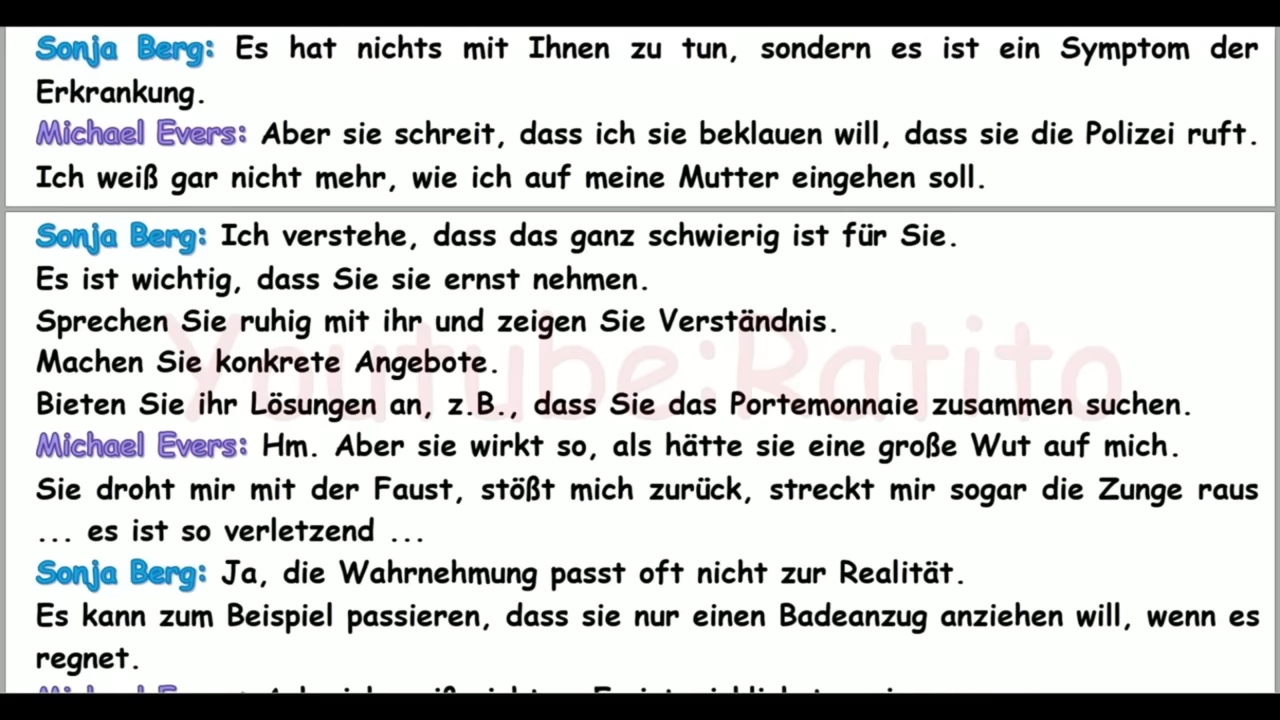 Sonja Berg: Es hat nichts mit Ihnen zu tun, sondern es ist ein Symptom der
Erkrankung.
Michael Evers: Aber sie schreit, dass ich sie beklauen will, dass sie die Polizei ruft.
Ich weiß gar nicht mehr, wie ich auf meine Mutter eingehen soll.
Sonja Berg: Ich verstehe, dass das ganz schwierig ist für Sie.
Es ist wichtig, dass Sie sie ernst nehmen.
Sprechen Sie ruhig mit ihr und zeigen Sie Verständnis.
Youtube:Ratito
Machen Sie konkrete Angebote.
Bieten Sie ihr Lösungen an, z.B., dass Sie das Portemonnaie zusammen suchen.
Michael Evers: Hm. Aber sie wirkt so, als hätte sie eine große Wut auf mich.
Sie droht mir mit der Faust, stößt mich zurück, streckt mir sogar die Zunge raus
... es ist so verletzend ...
Sonja Berg: Ja, die Wahrnehmung passt oft nicht zur Realität.
Es kann zum Beispiel passieren, dass sie nur einen Badeanzug anziehen will, wenn es
regnet.